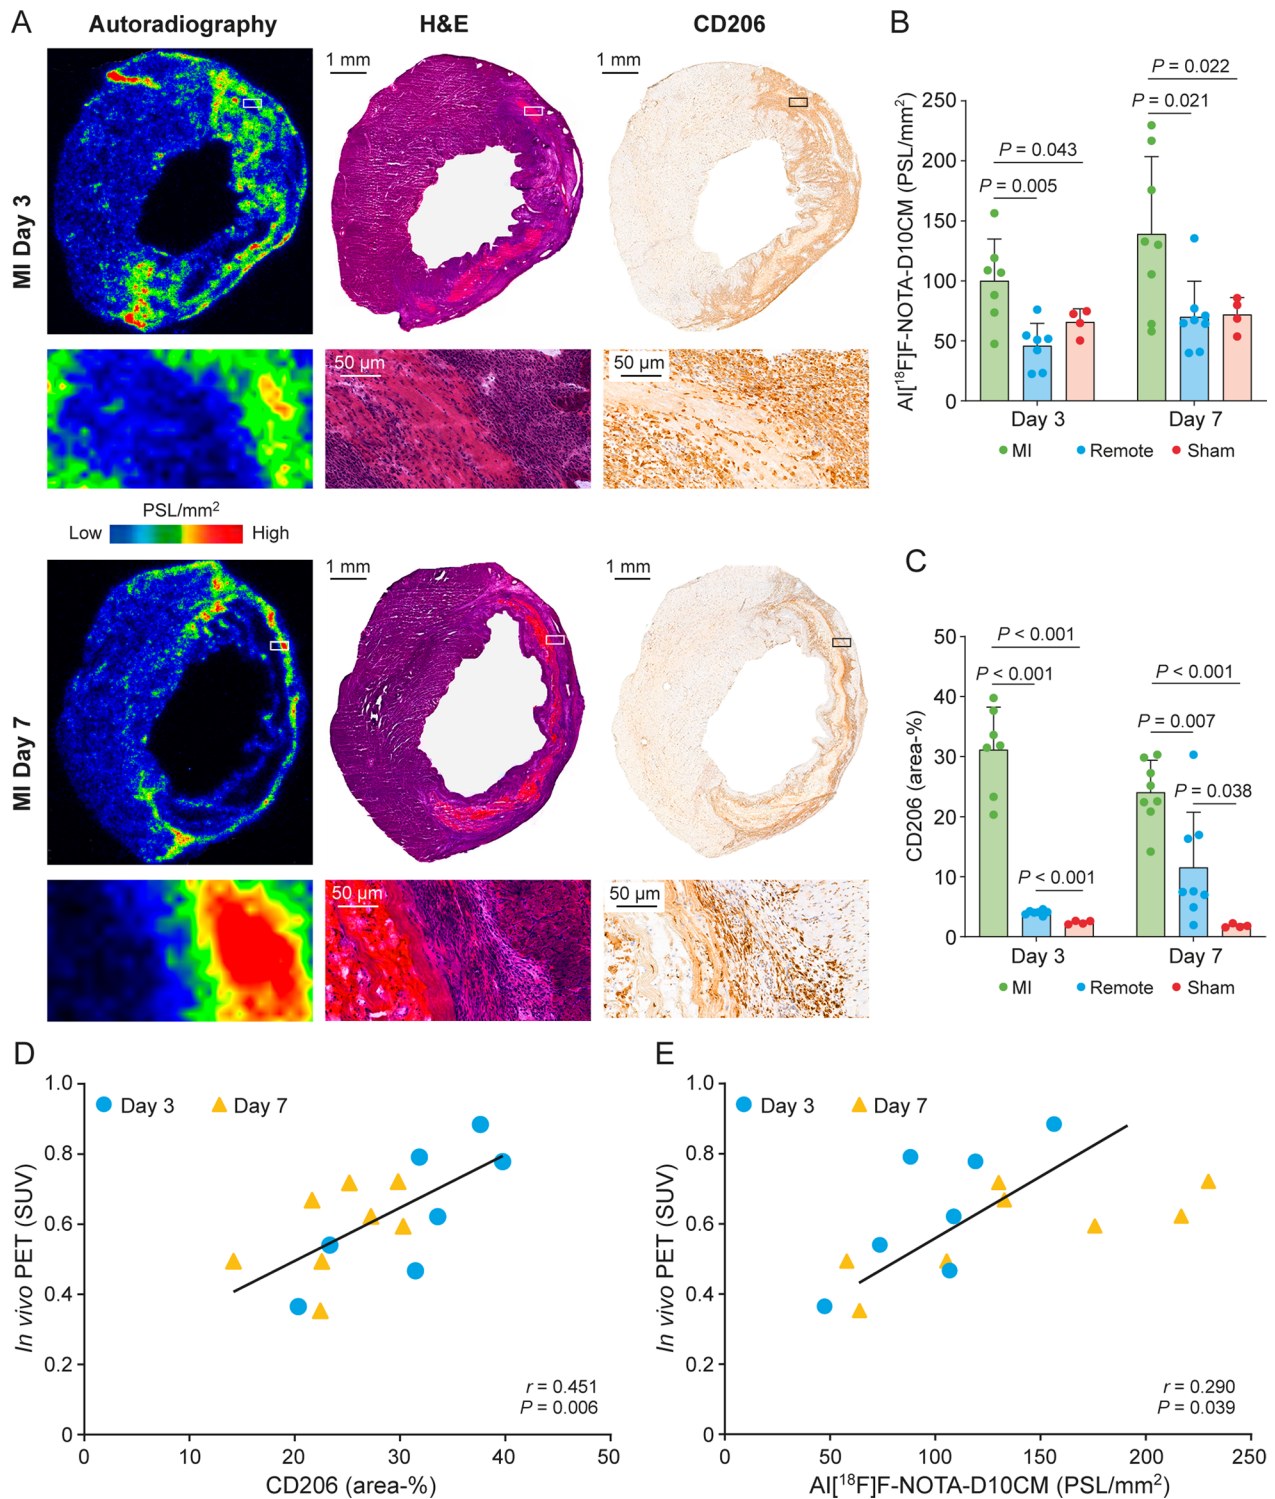 A
Autoradiography
H&E
CD206
MI Day 3
1 mm
1 mm
50 µm
50 µm
PSL/mm²
Low
High
MI Day 7
1 mm
1 mm
50 µm
50 µm
B
Al[¹⁸F]F-NOTA-D10CM (PSL/mm²)
250
200
150
100
50
0
P = 0.022
P = 0.021
P = 0.043
P = 0.005
Day 3
Day 7
MI
Remote
Sham
C
CD206 (area-%)
50
40
30
20
10
0
P < 0.001
P < 0.001
P < 0.001
P < 0.001
P = 0.007
P = 0.038
Day 3
Day 7
MI
Remote
Sham
D
In vivo PET (SUV)
1.0
0.8
0.6
0.4
0.2
0
Day 3
Day 7
r = 0.451
P = 0.006
0
10
20
30
40
50
CD206 (area-%)
E
In vivo PET (SUV)
1.0
0.8
0.6
0.4
0.2
0
Day 3
Day 7
r = 0.290
P = 0.039
0
50
100
150
200
250
Al[¹⁸F]F-NOTA-D10CM (PSL/mm²)